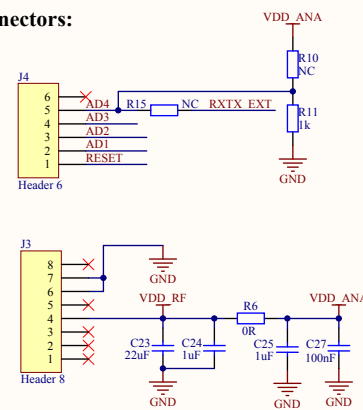 nectors:
VDD_ANA
J4
R10
NC
6
5
AD4
R15
NC
RXTX_EXT
4
AD3
R11
1k
3
AD2
2
AD1
1
RESET
Header 6
GND
J3
8
7
6
GND
5
VDD_RF
R6
VDD_ANA
4
0R
3
C23
22uF
C24
1uF
C25
1uF
C27
100nF
2
1
Header 8
GND
GND
GND
GND